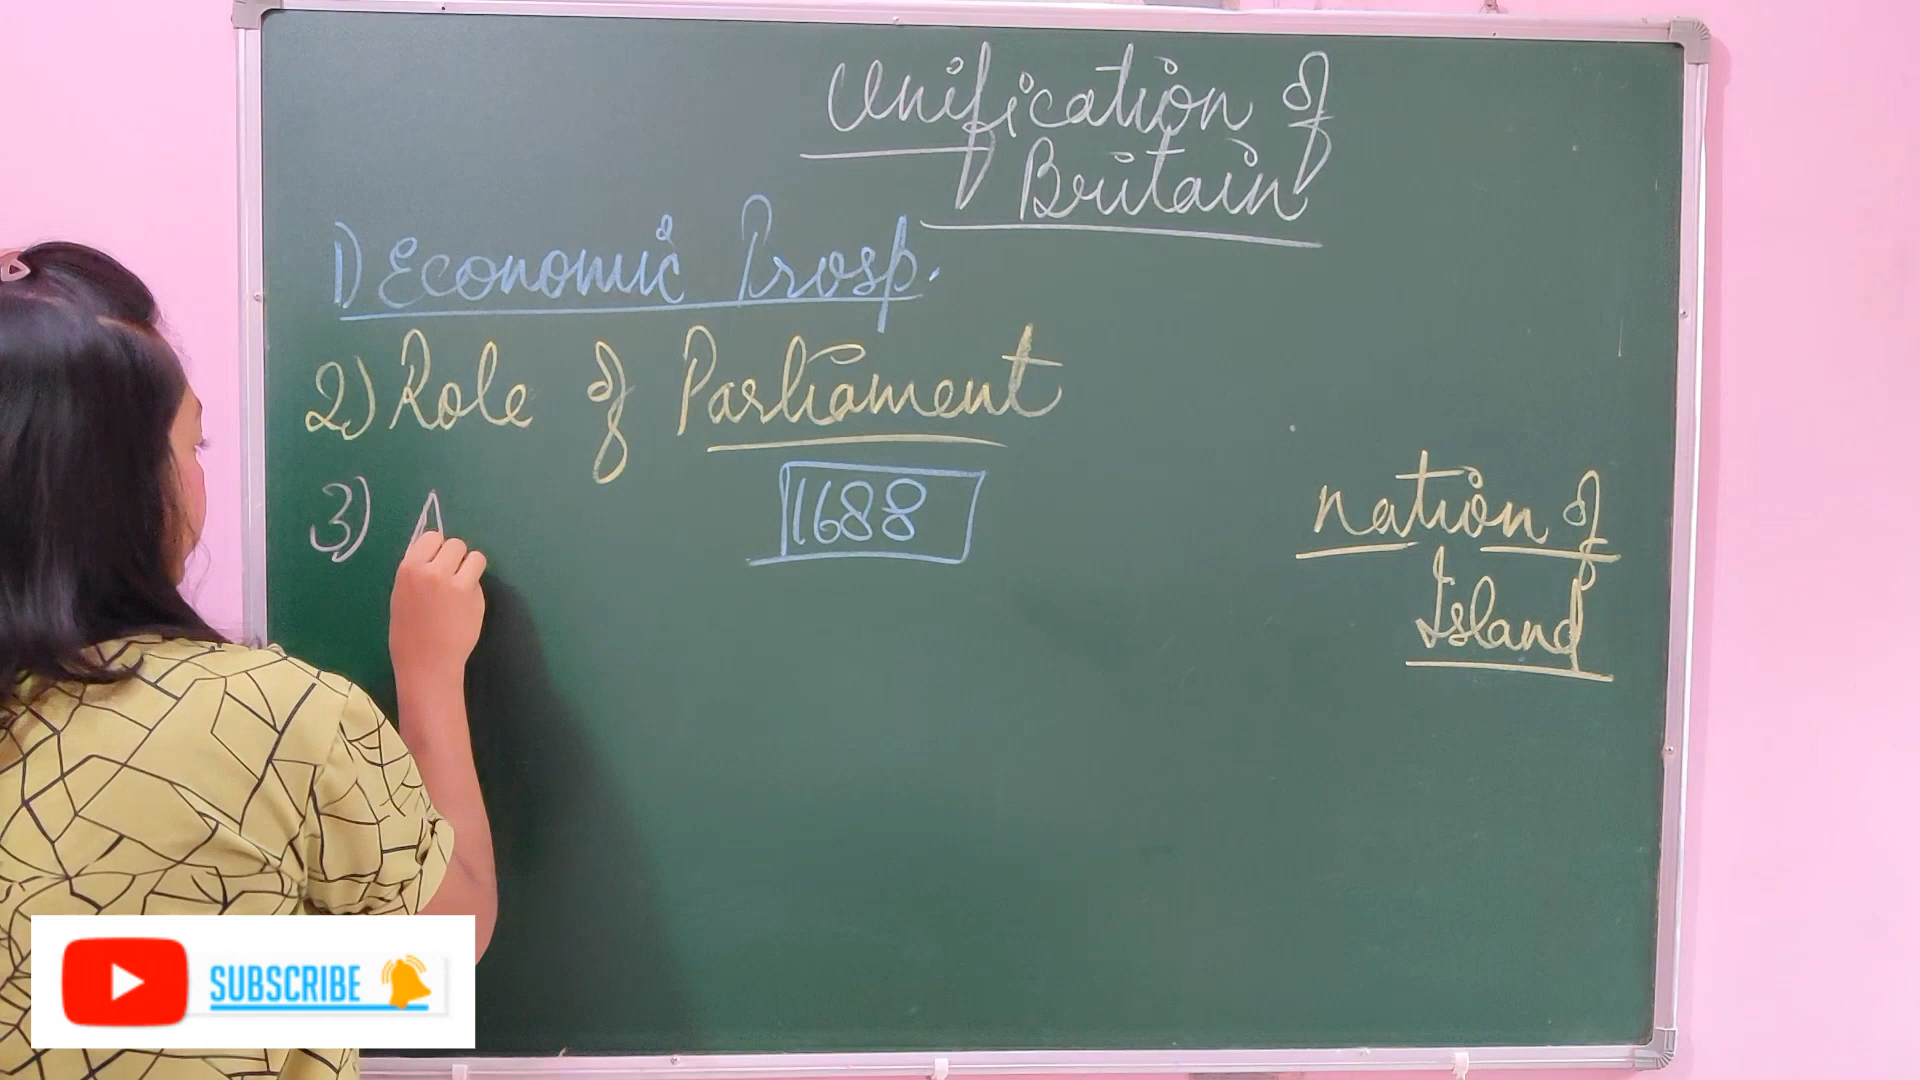 Unification of
Britain
1) Economic Prosp.
2) Role of Parliament
3) A
1688
nation of
Island
SUBSCRIBE